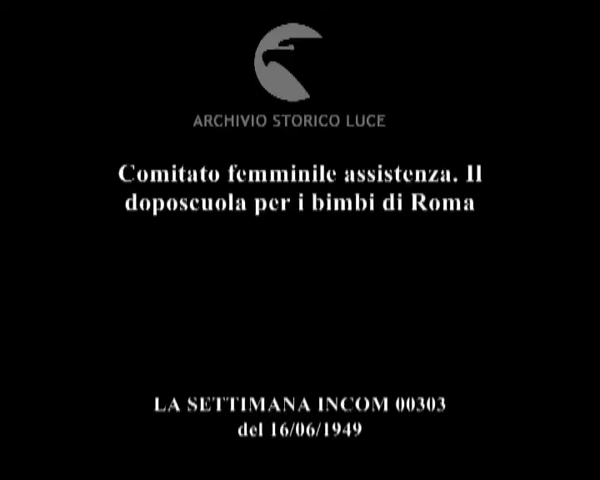 ARCHIVIO STORICO LUCE
Comitato femminile assistenza. Il
doposcuola per i bimbi di Roma
LA SETTIMANA INCOM 00303
del 16/06/1949